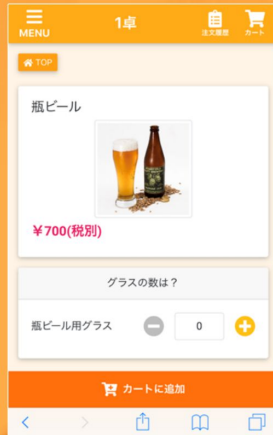 MENU
1卓
注文履歴
カート
TOP
瓶ビール
¥700(税別)
グラスの数は？
瓶ビール用グラス
0
カートに追加